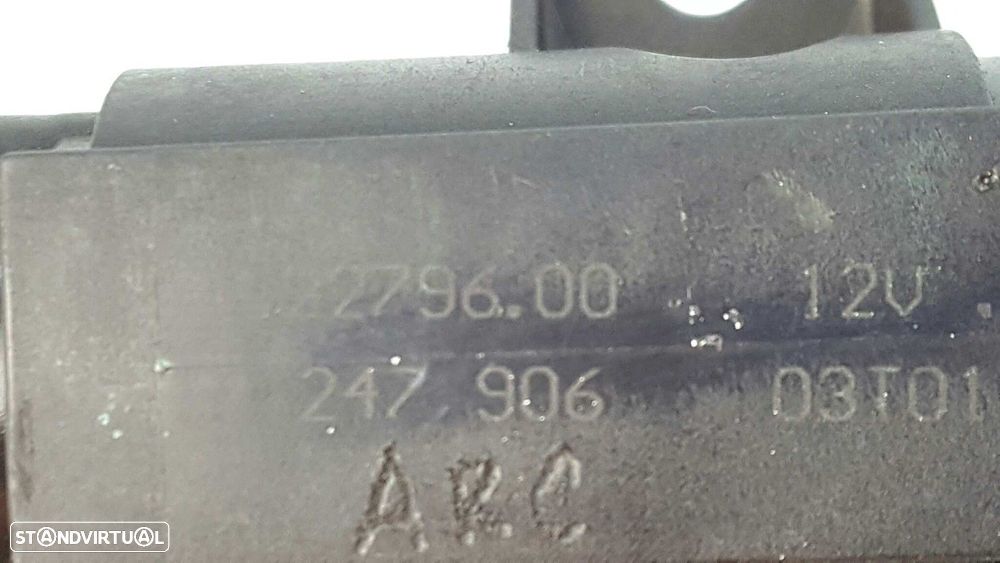 2796.00 12V
247.906 03T01
ARC
STANDVIRTUAL